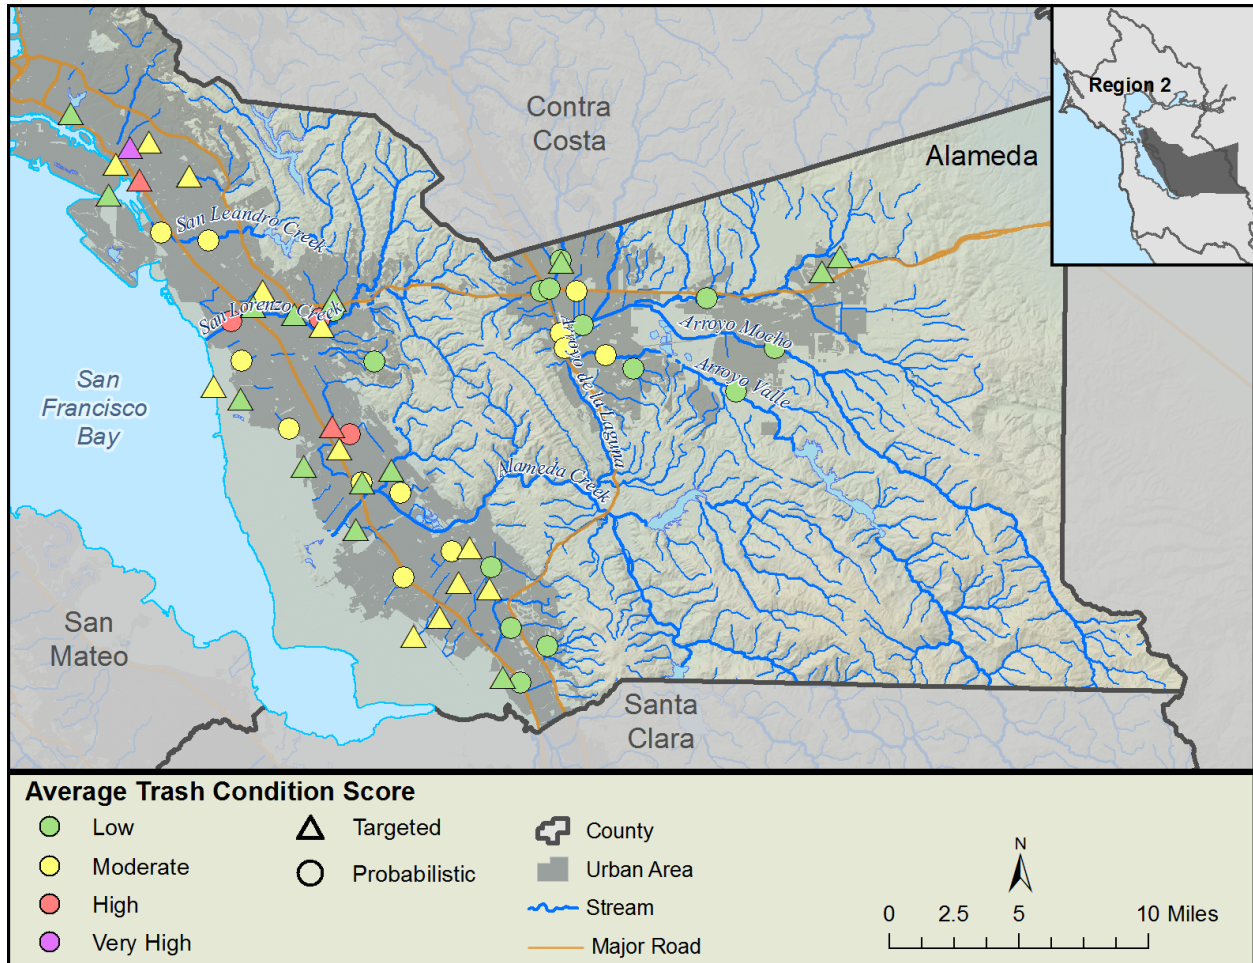 Region 2
Contra
Costa
Alameda
San Leandro Creek
San Lorenzo Creek
Arroyo Mocho
Arroyo Valle
Arroyo de la Laguna
Alameda Creek
San
Francisco
Bay
San
Mateo
Santa
Clara
Average Trash Condition Score
Low
Moderate
High
Very High
Targeted
Probabilistic
County
Urban Area
Stream
Major Road
N
0 2.5 5 10 Miles